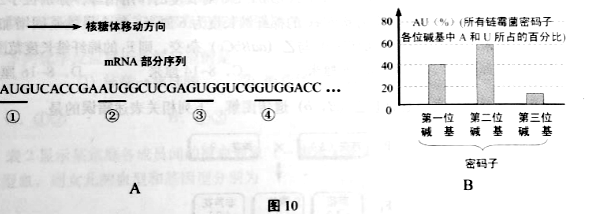 核糖体移动方向
mRNA 部分序列
AUGUCACCGAAUGGCUCGAGUGGUCGGUGGACC …
① ② ③ ④
A
AU(%)(所有链霉菌密码子
各位碱基中 A 和 U 所占的百分比)
80
60
40
20
0
第一位 第二位 第三位
碱 基 碱 基 碱 基
密码子
B
图10